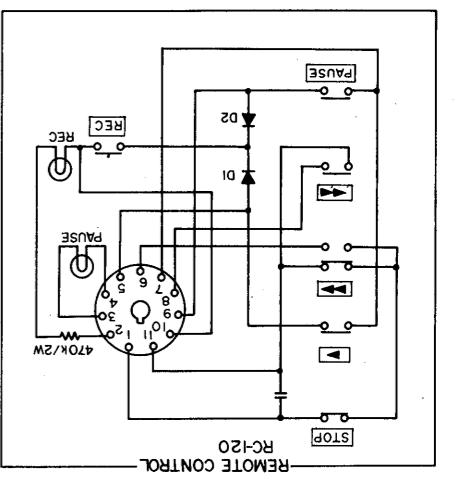 REMOTE CONTROL
RC-120
STOP
◀
◀◀
▶▶
PAUSE
1
11
10
2
9
3
8
4
7
5
6
470k/2W
PAUSE
D1
D2
REC
REC